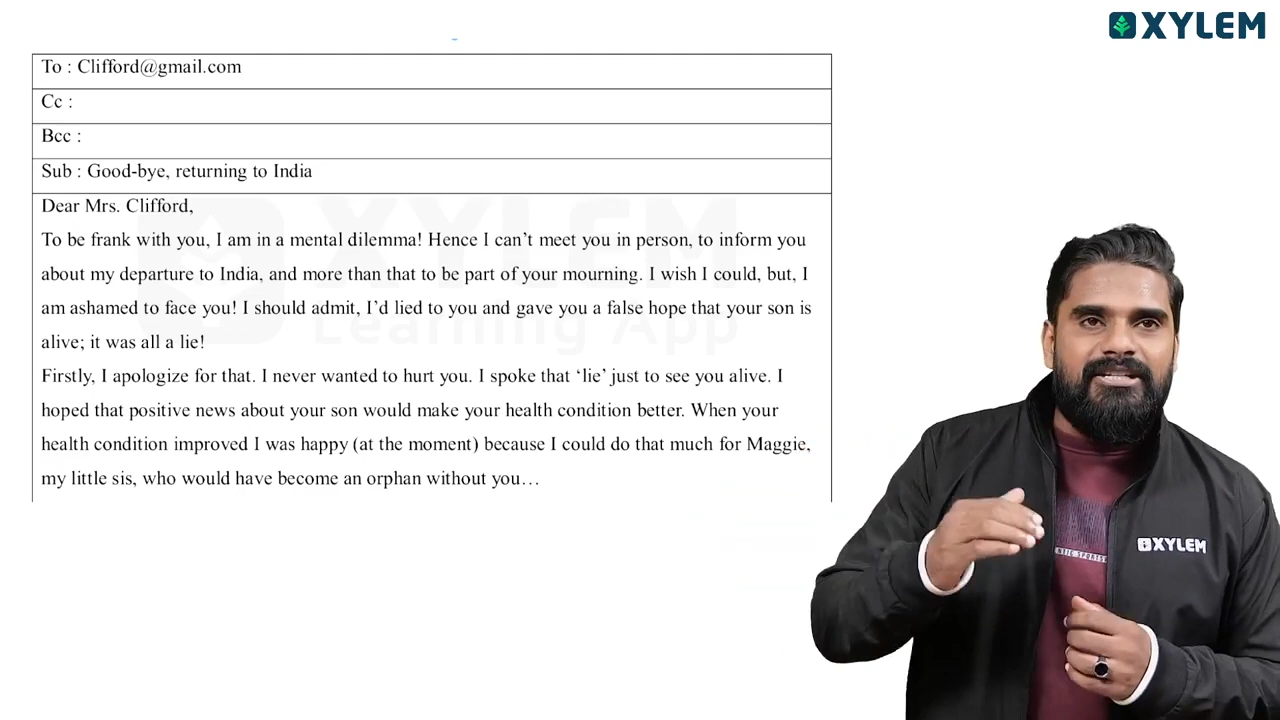 XYLEM
To : Clifford@gmail.com
Cc :
Bcc :
Sub : Good-bye, returning to India
Dear Mrs. Clifford,
To be frank with you, I am in a mental dilemma! Hence I can’t meet you in person, to inform you
about my departure to India, and more than that to be part of your mourning. I wish I could, but, I
am ashamed to face you! I should admit, I’d lied to you and gave you a false hope that your son is
alive; it was all a lie!
Firstly, I apologize for that. I never wanted to hurt you. I spoke that ‘lie’ just to see you alive. I
hoped that positive news about your son would make your health condition better. When your
health condition improved I was happy (at the moment) because I could do that much for Maggie,
my little sis, who would have become an orphan without you…
XYLEM
Learning App
XYLEM
SPORTS